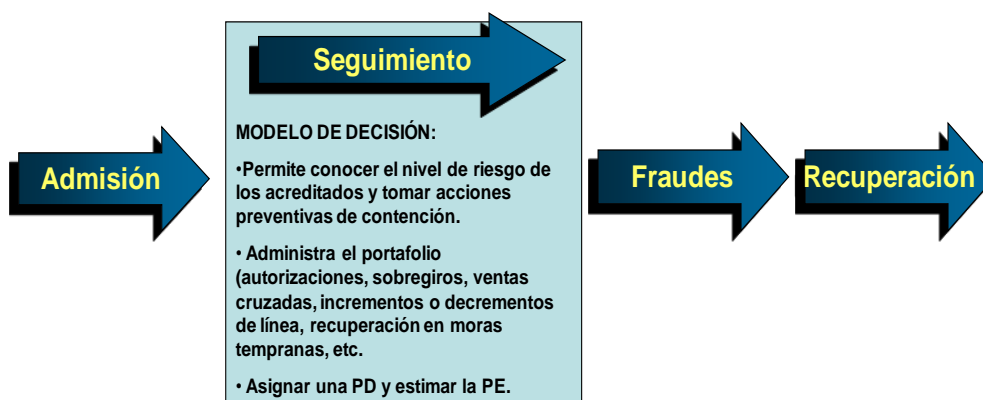 Admisión
Seguimiento
MODELO DE DECISIÓN:
•Permite conocer el nivel de riesgo de
los acreditados y tomar acciones
preventivas de contención.
• Administra el portafolio
(autorizaciones, sobregiros, ventas
cruzadas, incrementos o decrementos
de línea, recuperación en moras
tempranas, etc.
• Asignar una PD y estimar la PE.
Fraudes
Recuperación